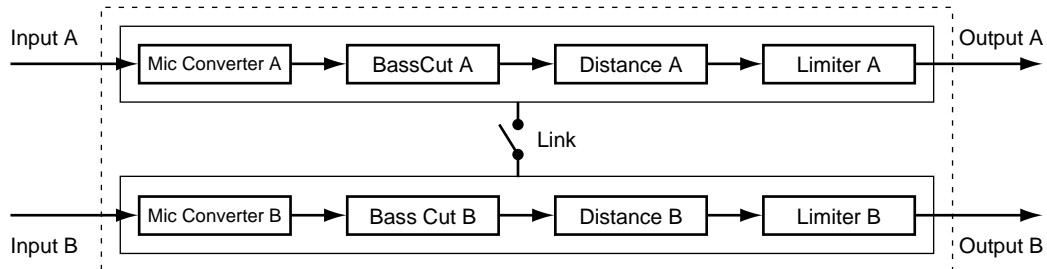 Input A
Output A
Mic Converter A
BassCut A
Distance A
Limiter A
Link
Mic Converter B
Bass Cut B
Distance B
Limiter B
Input B
Output B